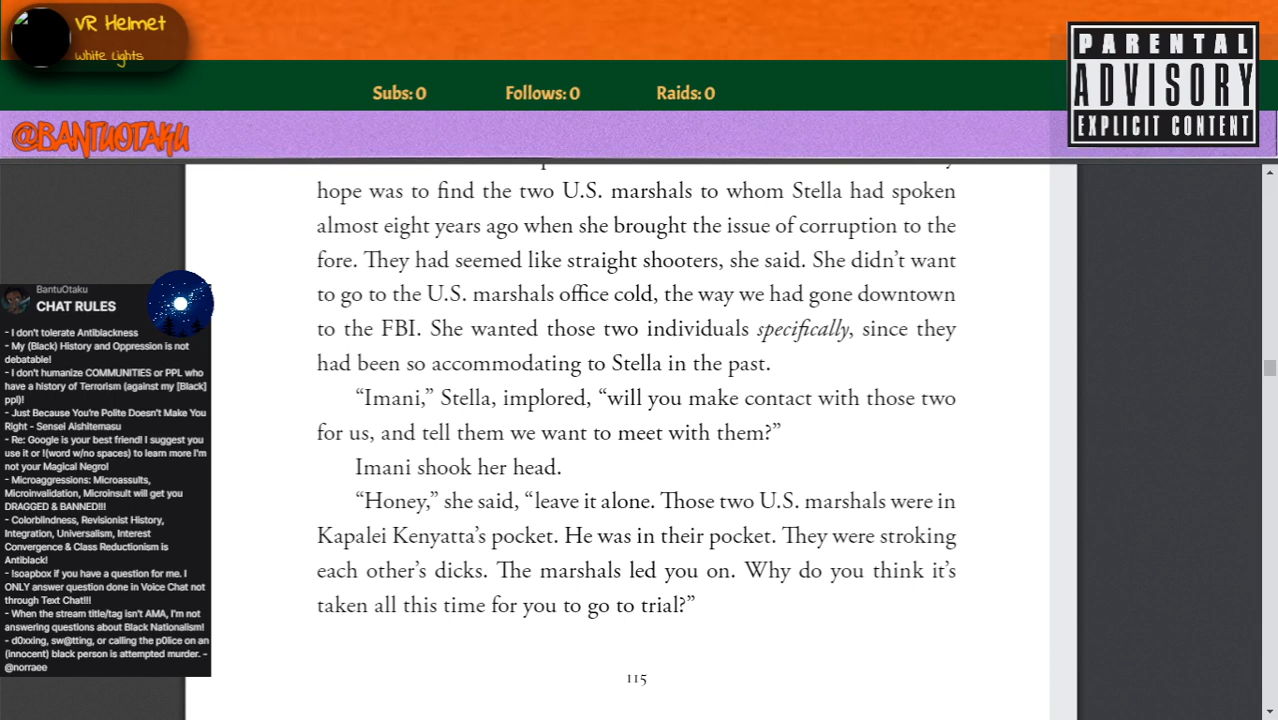 VR Helmet
White Lights
PARENTAL
ADVISORY
EXPLICIT CONTENT
Subs: 0 Follows: 0 Raids: 0
@BANTUOTAKU
hope was to find the two U.S. marshals to whom Stella had spoken
almost eight years ago when she brought the issue of corruption to the
fore. They had seemed like straight shooters, she said. She didn’t want
to go to the U.S. marshals office cold, the way we had gone downtown
to the FBI. She wanted those two individuals specifically, since they
had been so accommodating to Stella in the past.
“Imani,” Stella, implored, “will you make contact with those two
for us, and tell them we want to meet with them?”
Imani shook her head.
“Honey,” she said, “leave it alone. Those two U.S. marshals were in
Kapalei Kenyatta’s pocket. He was in their pocket. They were stroking
each other’s dicks. The marshals led you on. Why do you think it’s
taken all this time for you to go to trial?”
115
BantuOtaku
CHAT RULES
- I don't tolerate Antiblackness
- My (Black) History and Oppression is not
debatable!
- I don't humanize COMMUNITIES or PPL who
have a history of Terrorism (against my [Black]
ppl)!
- Just Because You're Polite Doesn't Make You
Right - Sensei Aishitemasu
- Re: Google is your best friend! I suggest you
use it or !(word w/no spaces) to learn more I'm
not your Magical Negro!
- Microaggressions: Microassults,
Microinvalidation, Microinsult will get you
DRAGGED & BANNED!!!
- Colorblindness, Revisionist History,
Integration, Universalism, Interest
Convergence & Class Reductionism is
Antiblack!
- !soapbox if you have a question for me. I
ONLY answer question done in Voice Chat not
through Text Chat!!!
- When the stream title/tag isn't AMA, I'm not
answering questions about Black Nationalism!
- d0xxing, sw@tting, or calling the p0lice on an
(innocent) black person is attempted murder. -
@norraee